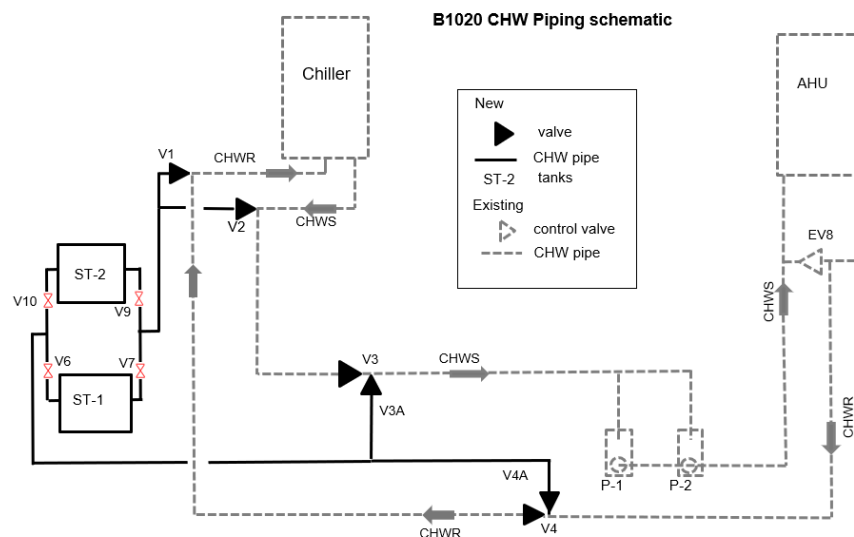 B1020 CHW Piping schematic
Chiller
AHU
New
valve
CHW pipe
ST-2 tanks
Existing
control valve
CHW pipe
V1
CHWR
V2
CHWS
EV8
ST-2
V10
V9
CHWS
V6
V7
V3
CHWS
ST-1
V3A
CHWR
V4A
P-1
P-2
V4
CHWR